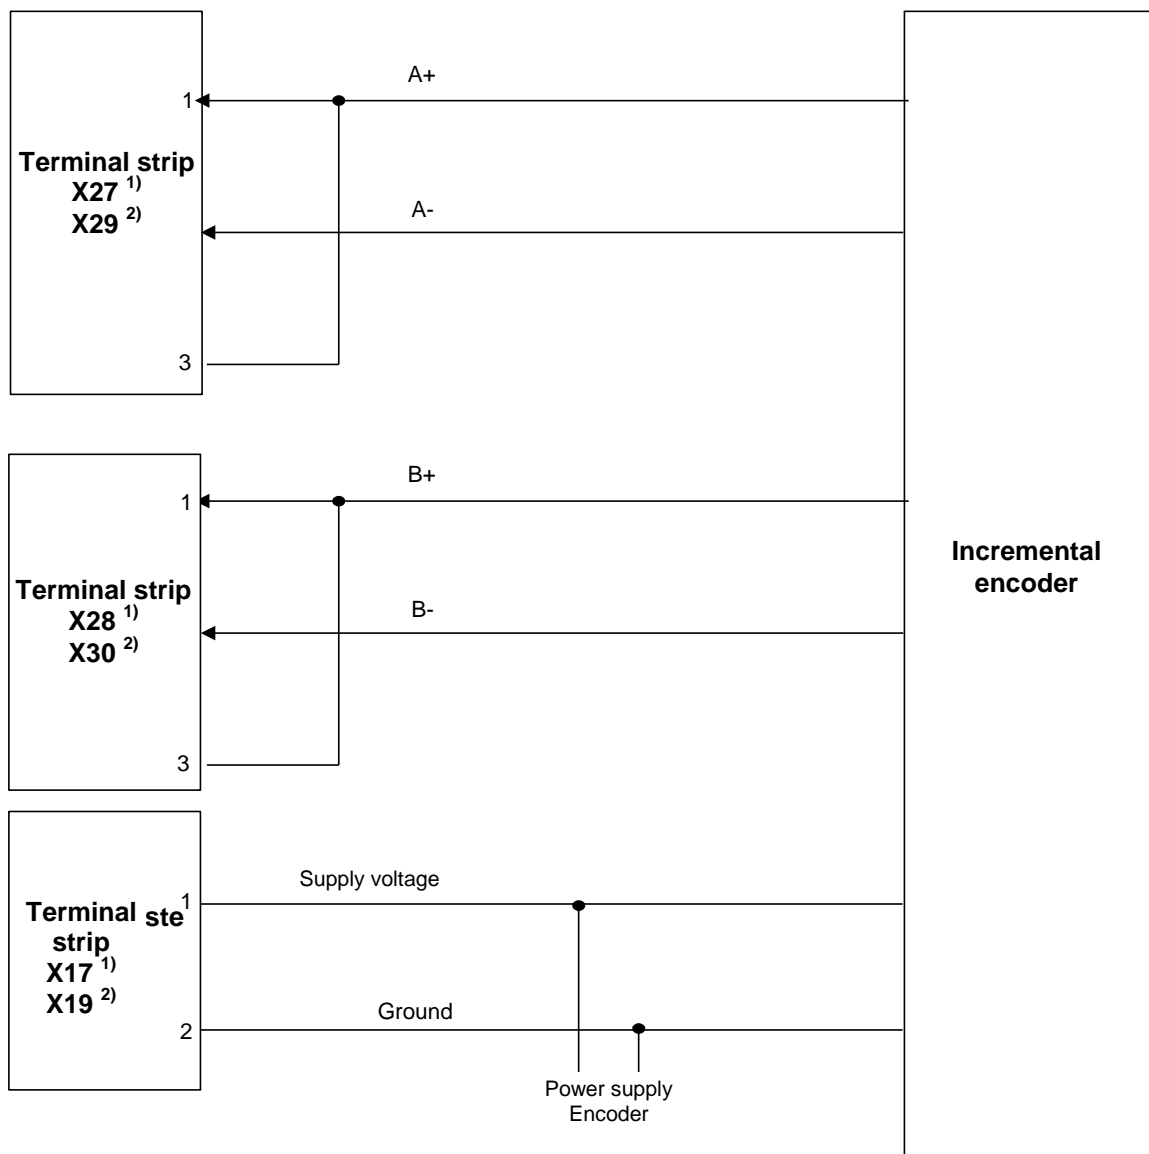 A+
1
Terminal strip
X27 1)
X29 2)
A-
3
B+
1
Terminal strip
X28 1)
X30 2)
B-
3
Incremental
encoder
Supply voltage
1
Terminal ste
strip
X17 1)
X19 2)
Ground
2
Power supply
Encoder